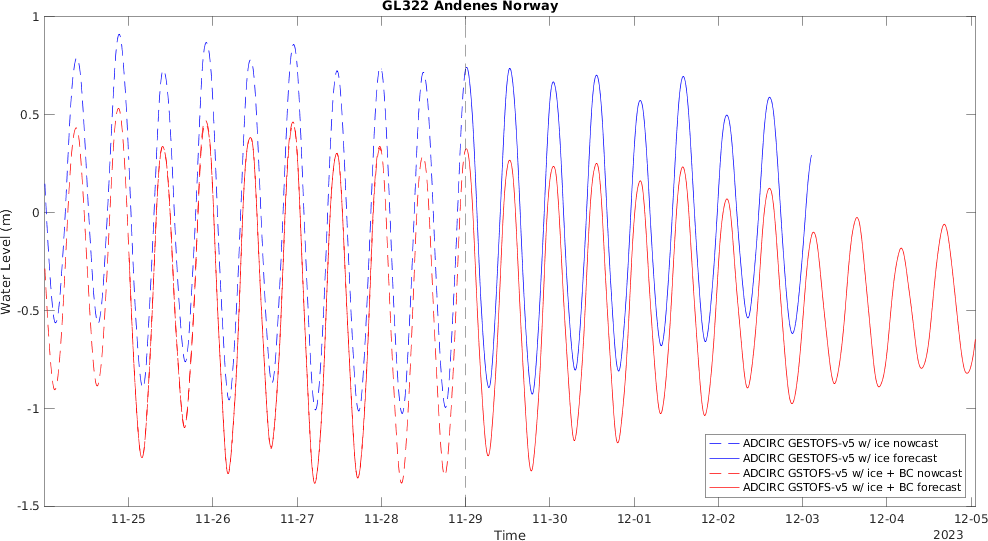 GL322 Andenes Norway
1
0.5
0
-0.5
-1
-1.5
Water Level (m)
ADCIRC GESTOFS-v5 w/ ice nowcast
ADCIRC GESTOFS-v5 w/ ice forecast
ADCIRC GSTOFS-v5 w/ ice + BC nowcast
ADCIRC GSTOFS-v5 w/ ice + BC forecast
11-25 11-26 11-27 11-28 11-29 11-30 12-01 12-02 12-03 12-04 12-05
Time
2023